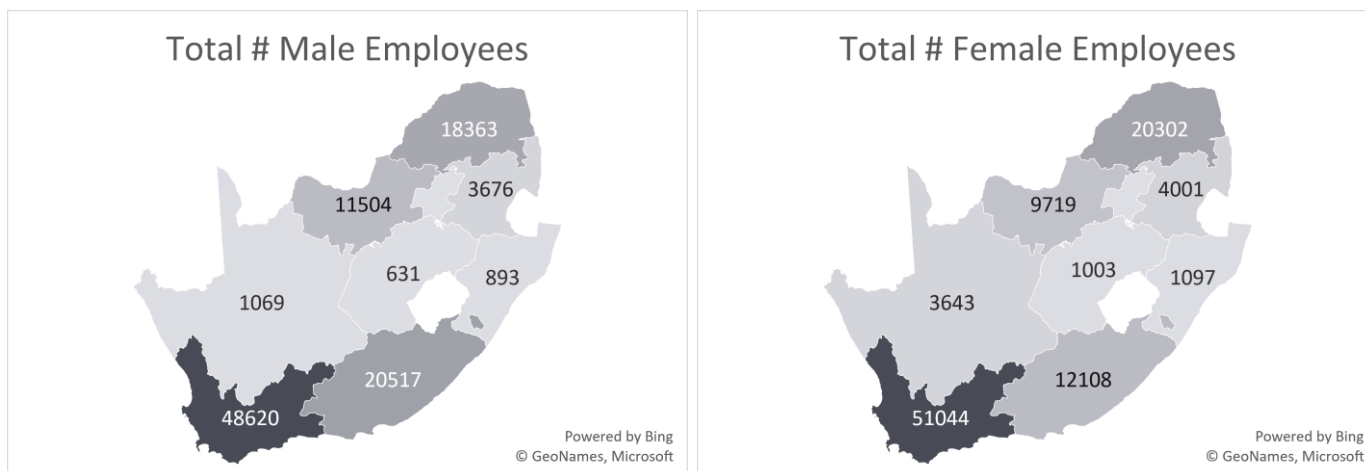 Total # Male Employees
18363
3676
11504
631
893
1069
20517
48620
Powered by Bing
© GeoNames, Microsoft
Total # Female Employees
20302
4001
9719
1003
1097
3643
12108
51044
Powered by Bing
© GeoNames, Microsoft